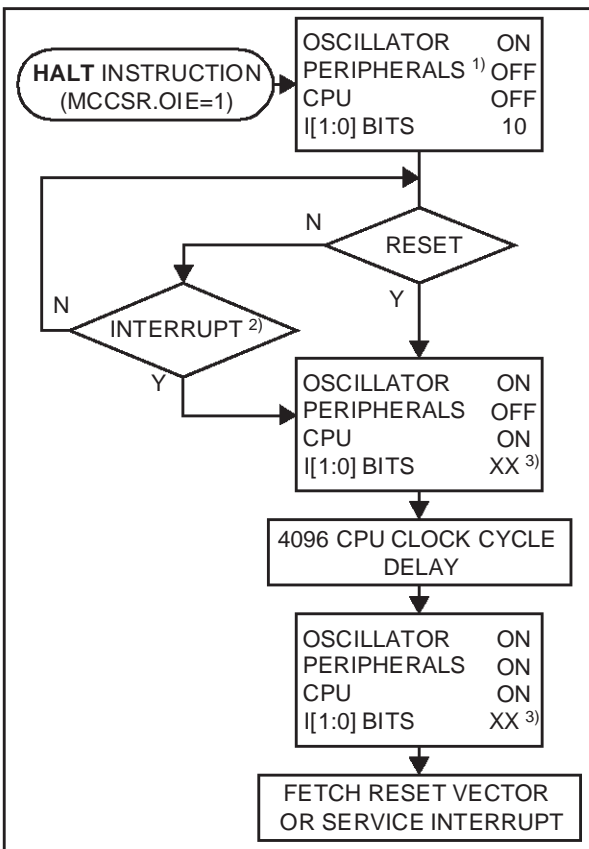 HALT INSTRUCTION
(MCCSR.OIE=1)
OSCILLATOR ON
PERIPHERALS 1) OFF
CPU OFF
I[1:0] BITS 10
N
RESET
N
INTERRUPT 2)
Y
Y
OSCILLATOR ON
PERIPHERALS OFF
CPU ON
I[1:0] BITS XX 3)
4096 CPU CLOCK CYCLE
DELAY
OSCILLATOR ON
PERIPHERALS ON
CPU ON
I[1:0] BITS XX 3)
FETCH RESET VECTOR
OR SERVICE INTERRUPT